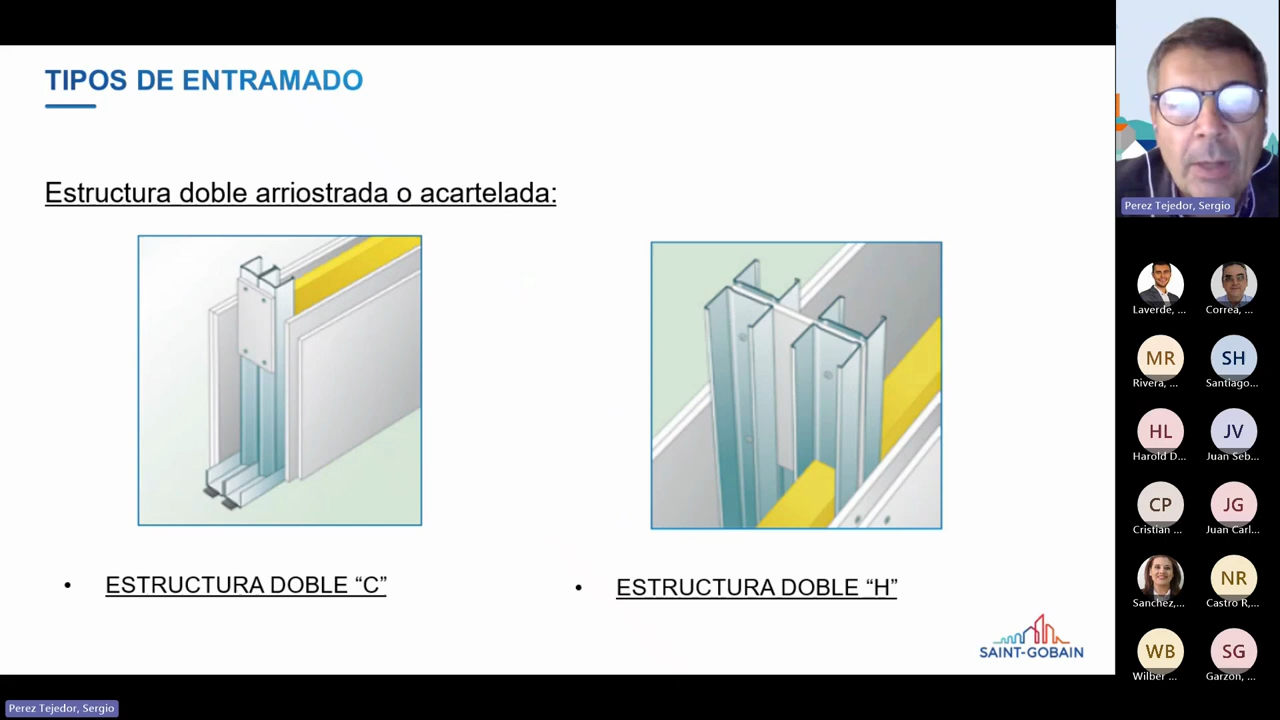 TIPOS DE ENTRAMADO
Estructura doble arriostrada o acartelada:
• ESTRUCTURA DOBLE “C”
• ESTRUCTURA DOBLE “H”
SAINT-GOBAIN
Perez Tejedor, Sergio
Laverde, ...
Correa, ...
MR
Rivera, ...
SH
Santiago...
HL
Harold D...
JV
Juan Seb...
CP
Cristian ...
JG
Juan Carl...
Sanchez,...
NR
Castro R,...
WB
Wilber ...
SG
Garzon, ...
Perez Tejedor, Sergio